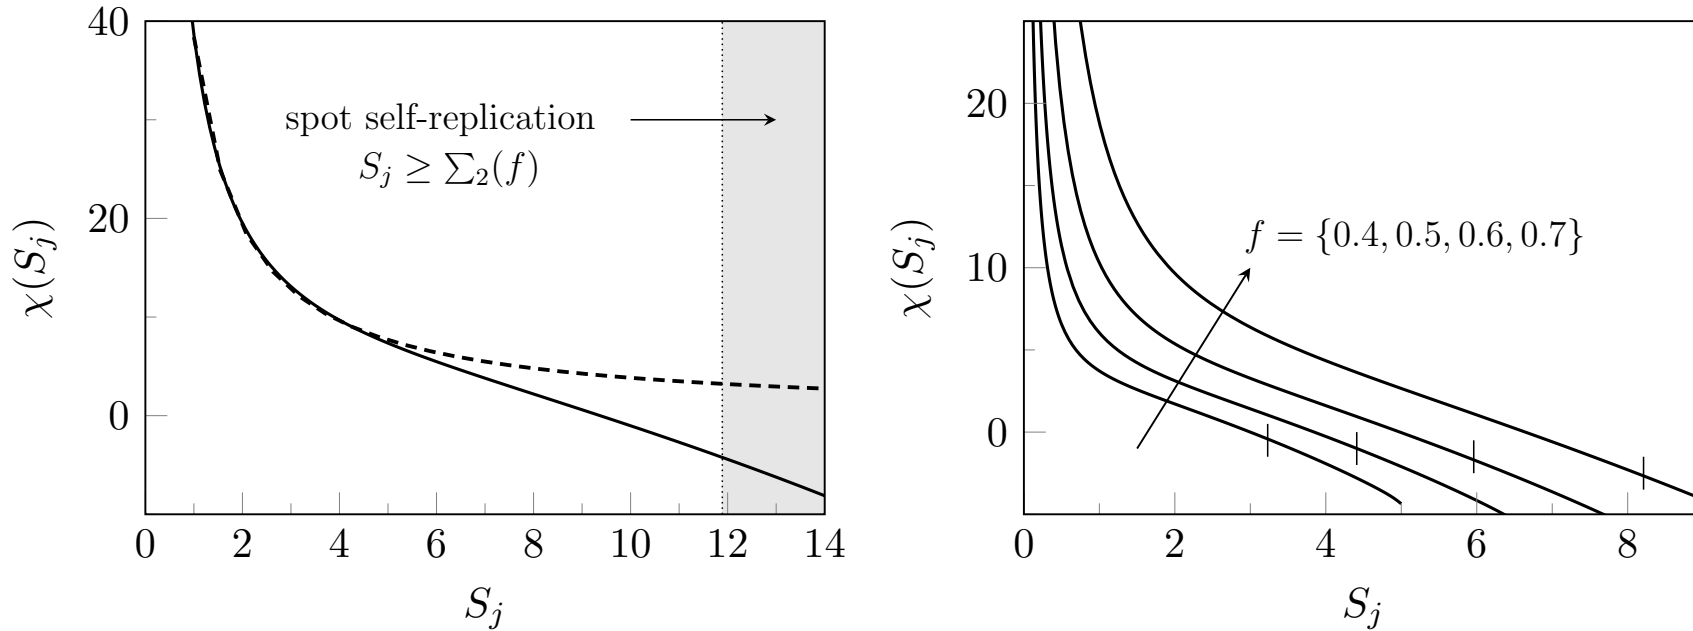 40
20
0
χ(S_j)
spot self-replication
S_j ≥ ∑₂(f)
0 2 4 6 8 10 12 14
S_j
20
10
0
χ(S_j)
f = {0.4, 0.5, 0.6, 0.7}
0 2 4 6 8
S_j